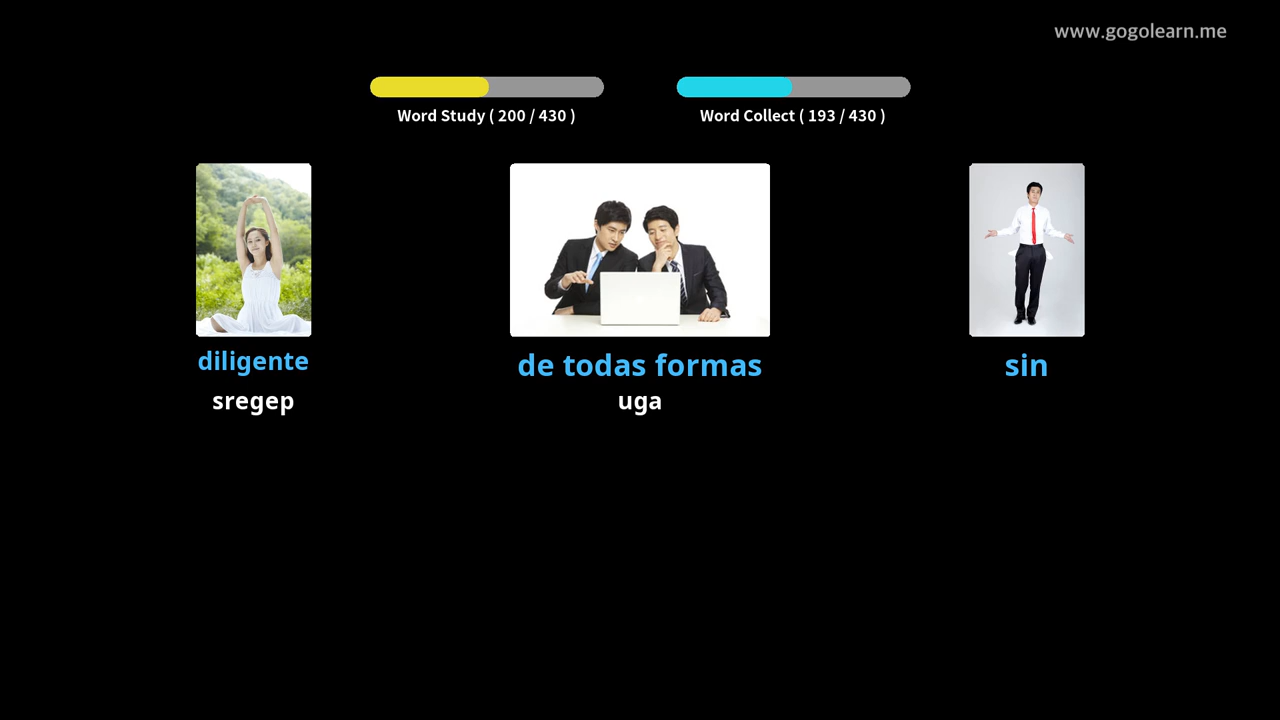 www.gogolearn.me
Word Study ( 200 / 430 )
Word Collect ( 193 / 430 )
diligente
sregep
de todas formas
uga
sin